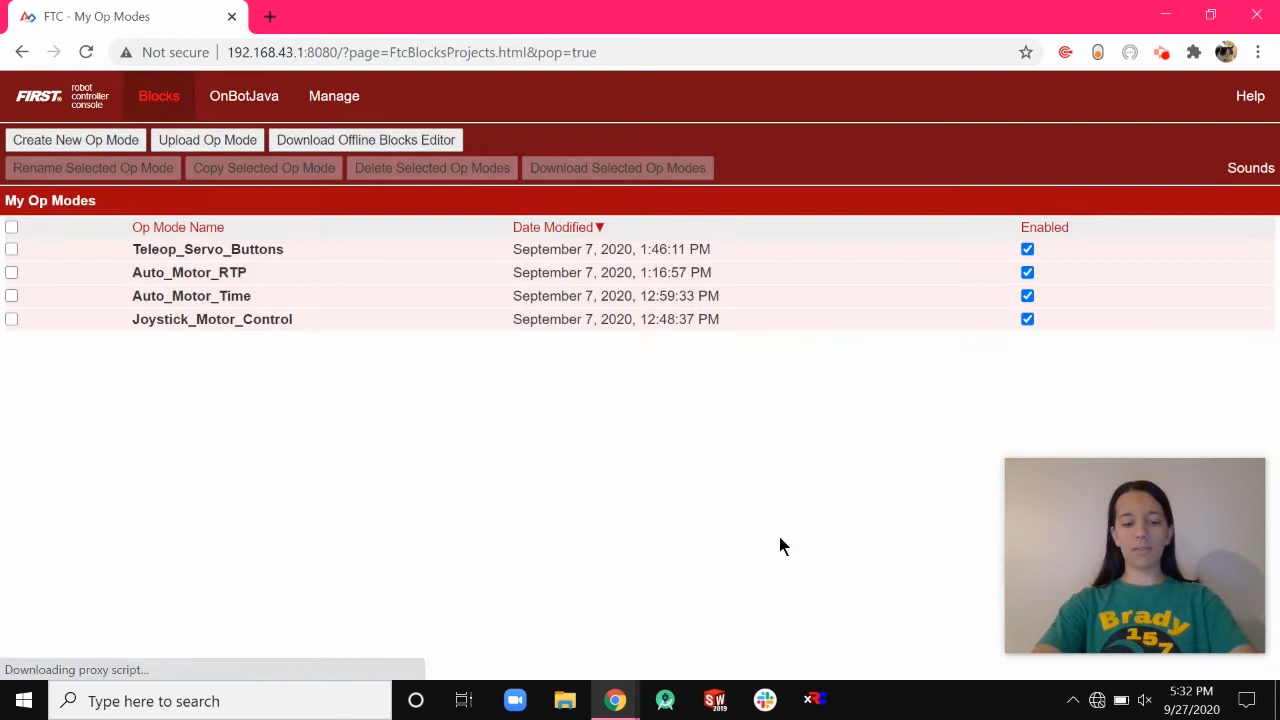 FTC - My Op Modes
Not secure
192.168.43.1:8080/?page=FtcBlocksProjects.html&pop=true
FIRST®
robot
controller
console
Blocks
OnBotJava
Manage
Help
Create New Op Mode
Upload Op Mode
Download Offline Blocks Editor
Rename Selected Op Mode
Copy Selected Op Mode
Delete Selected Op Modes
Download Selected Op Modes
Sounds
My Op Modes
Op Mode Name Date Modified▼ Enabled
Teleop_Servo_Buttons September 7, 2020, 1:46:11 PM
Auto_Motor_RTP September 7, 2020, 1:16:57 PM
Auto_Motor_Time September 7, 2020, 12:59:33 PM
Joystick_Motor_Control September 7, 2020, 12:48:37 PM
Brady
157
Downloading proxy script...
Type here to search
SW
2019
5:32 PM
9/27/2020